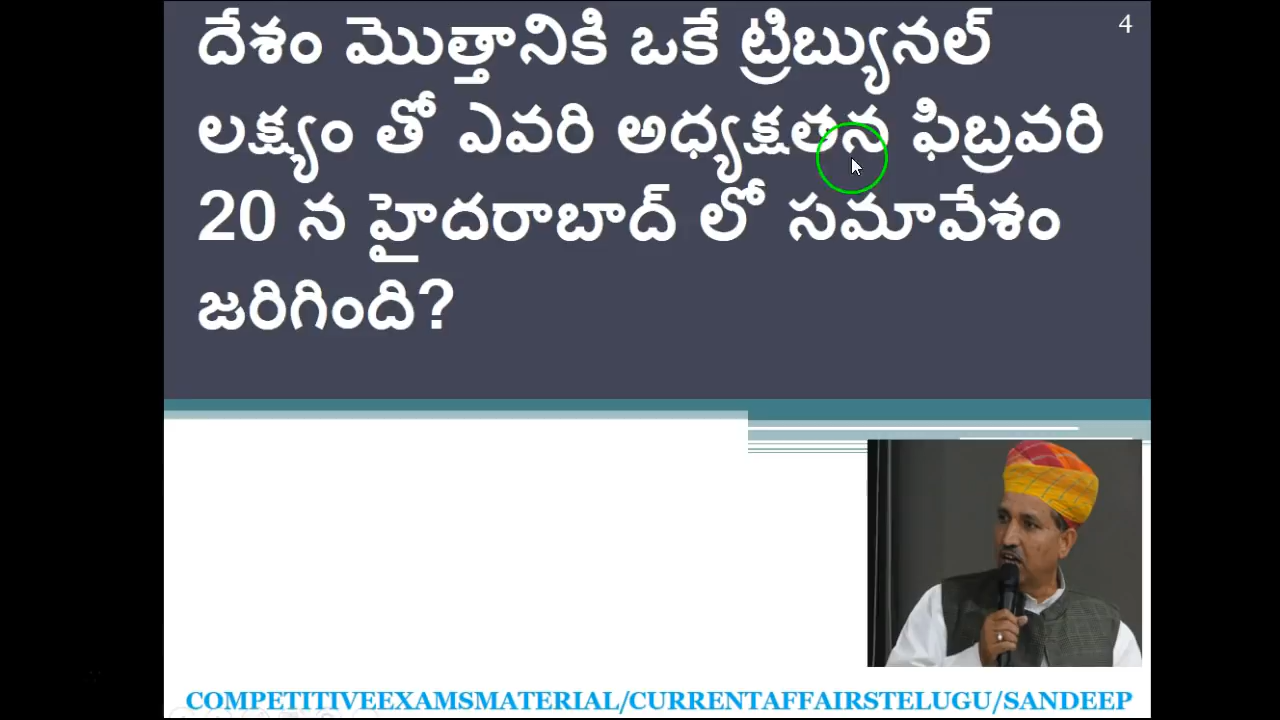 4
దేశం మొత్తానికి ఒకే ట్రిబ్యునల్
లక్ష్యం తో ఎవరి అధ్యక్షతన ఫిబ్రవరి
20 న హైదరాబాద్ లో సమావేశం
జరిగింది?
COMPETITIVEEXAMSMATERIAL/CURRENTAFFAIRSTELUGU/SANDEEP